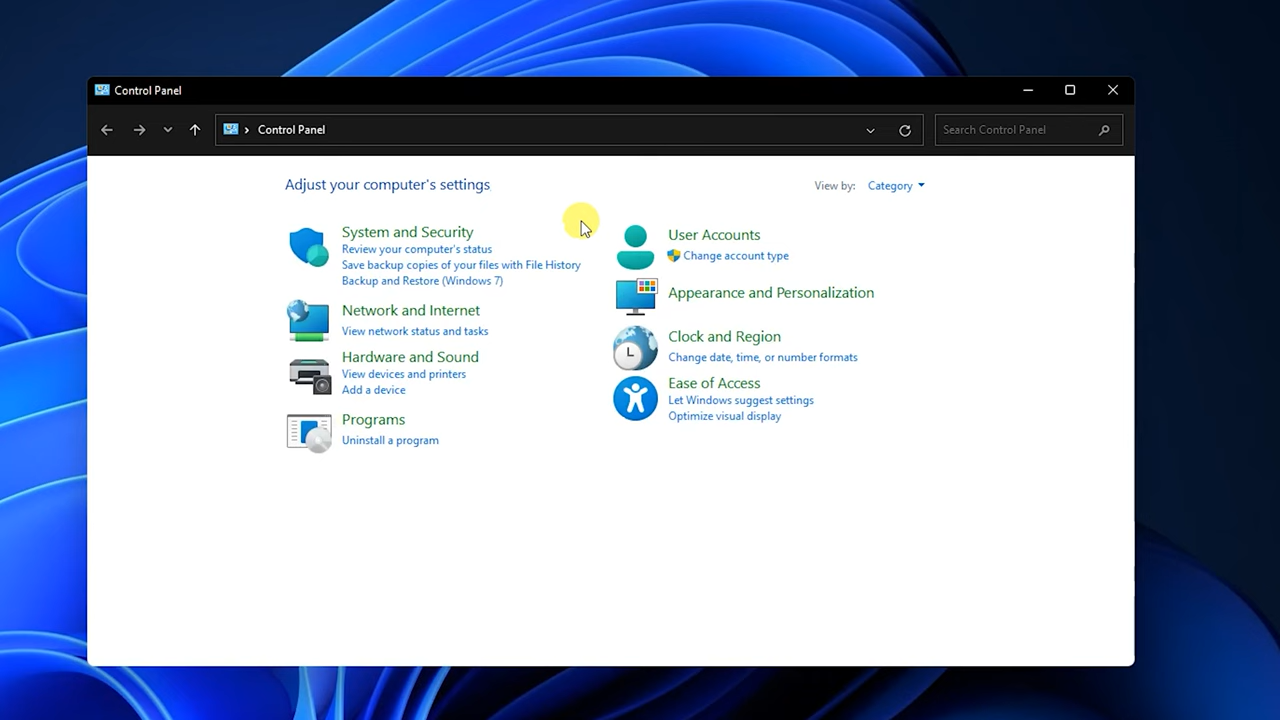 Control Panel
Control Panel
Search Control Panel
Adjust your computer's settings
View by: Category
System and Security
Review your computer's status
Save backup copies of your files with File History
Backup and Restore (Windows 7)
Network and Internet
View network status and tasks
Hardware and Sound
View devices and printers
Add a device
Programs
Uninstall a program
User Accounts
Change account type
Appearance and Personalization
Clock and Region
Change date, time, or number formats
Ease of Access
Let Windows suggest settings
Optimize visual display